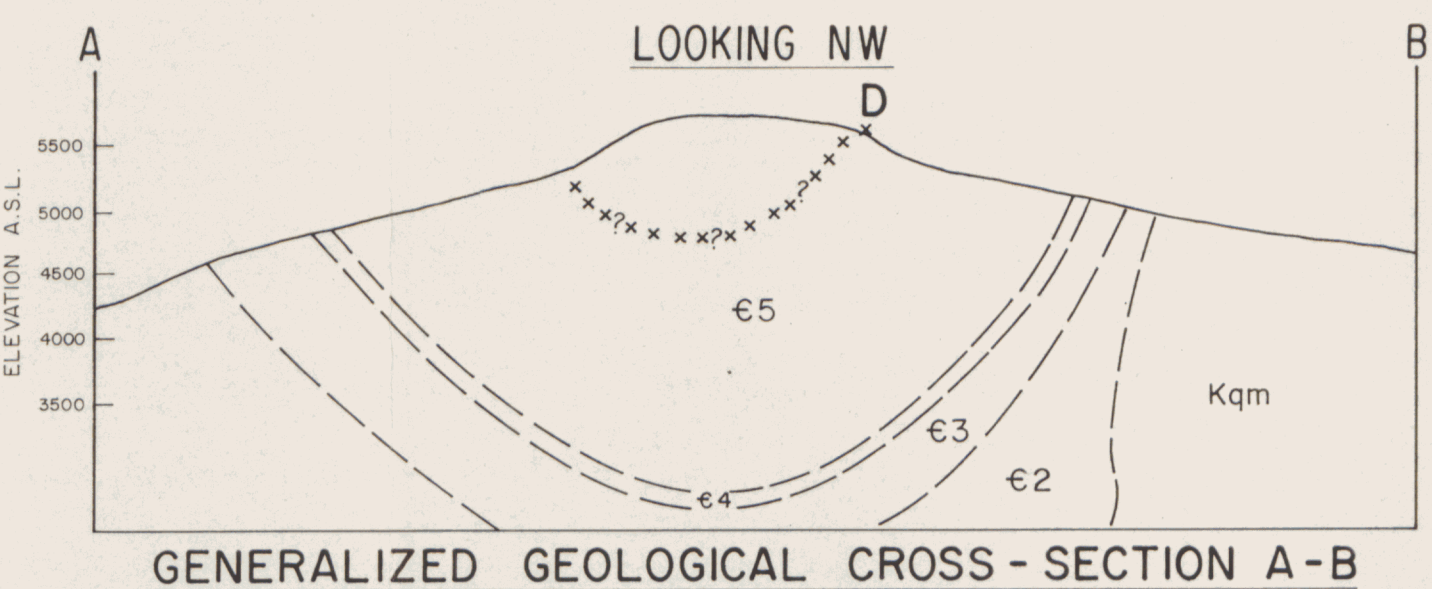 A
LOOKING NW
B
D
5500
5000
4500
4000
3500
ELEVATION A.S.L.
x x x ? x x x x ? x x x x ? x x x x
€5
Kqm
€3
€2
€4
GENERALIZED GEOLOGICAL CROSS-SECTION A-B